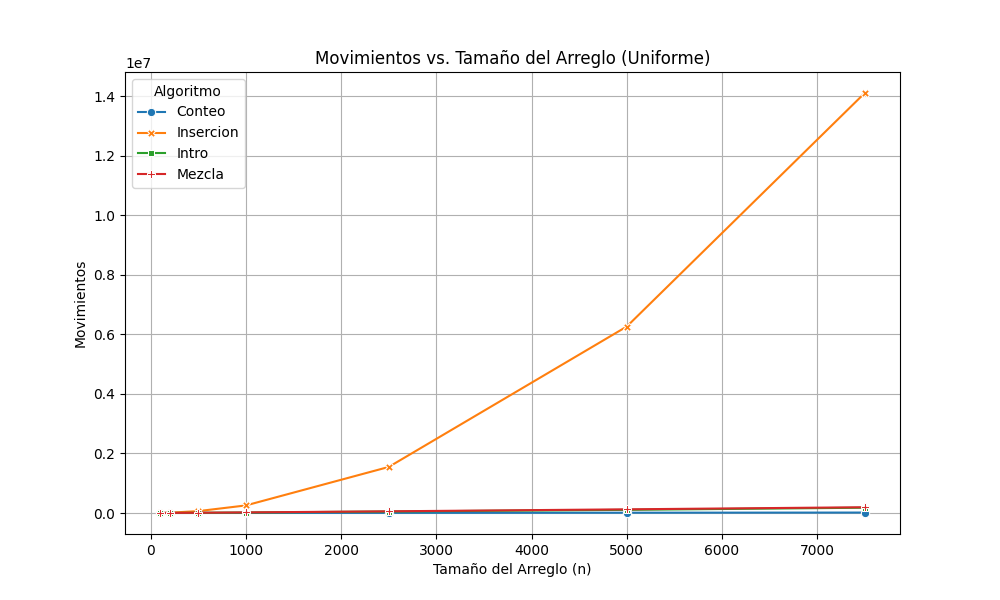 Movimientos vs. Tamaño del Arreglo (Uniforme)
1e7
Algoritmo
Conteo
Insercion
Intro
Mezcla
1.4
1.2
1.0
0.8
0.6
0.4
0.2
0.0
Movimientos
0 1000 2000 3000 4000 5000 6000 7000
Tamaño del Arreglo (n)